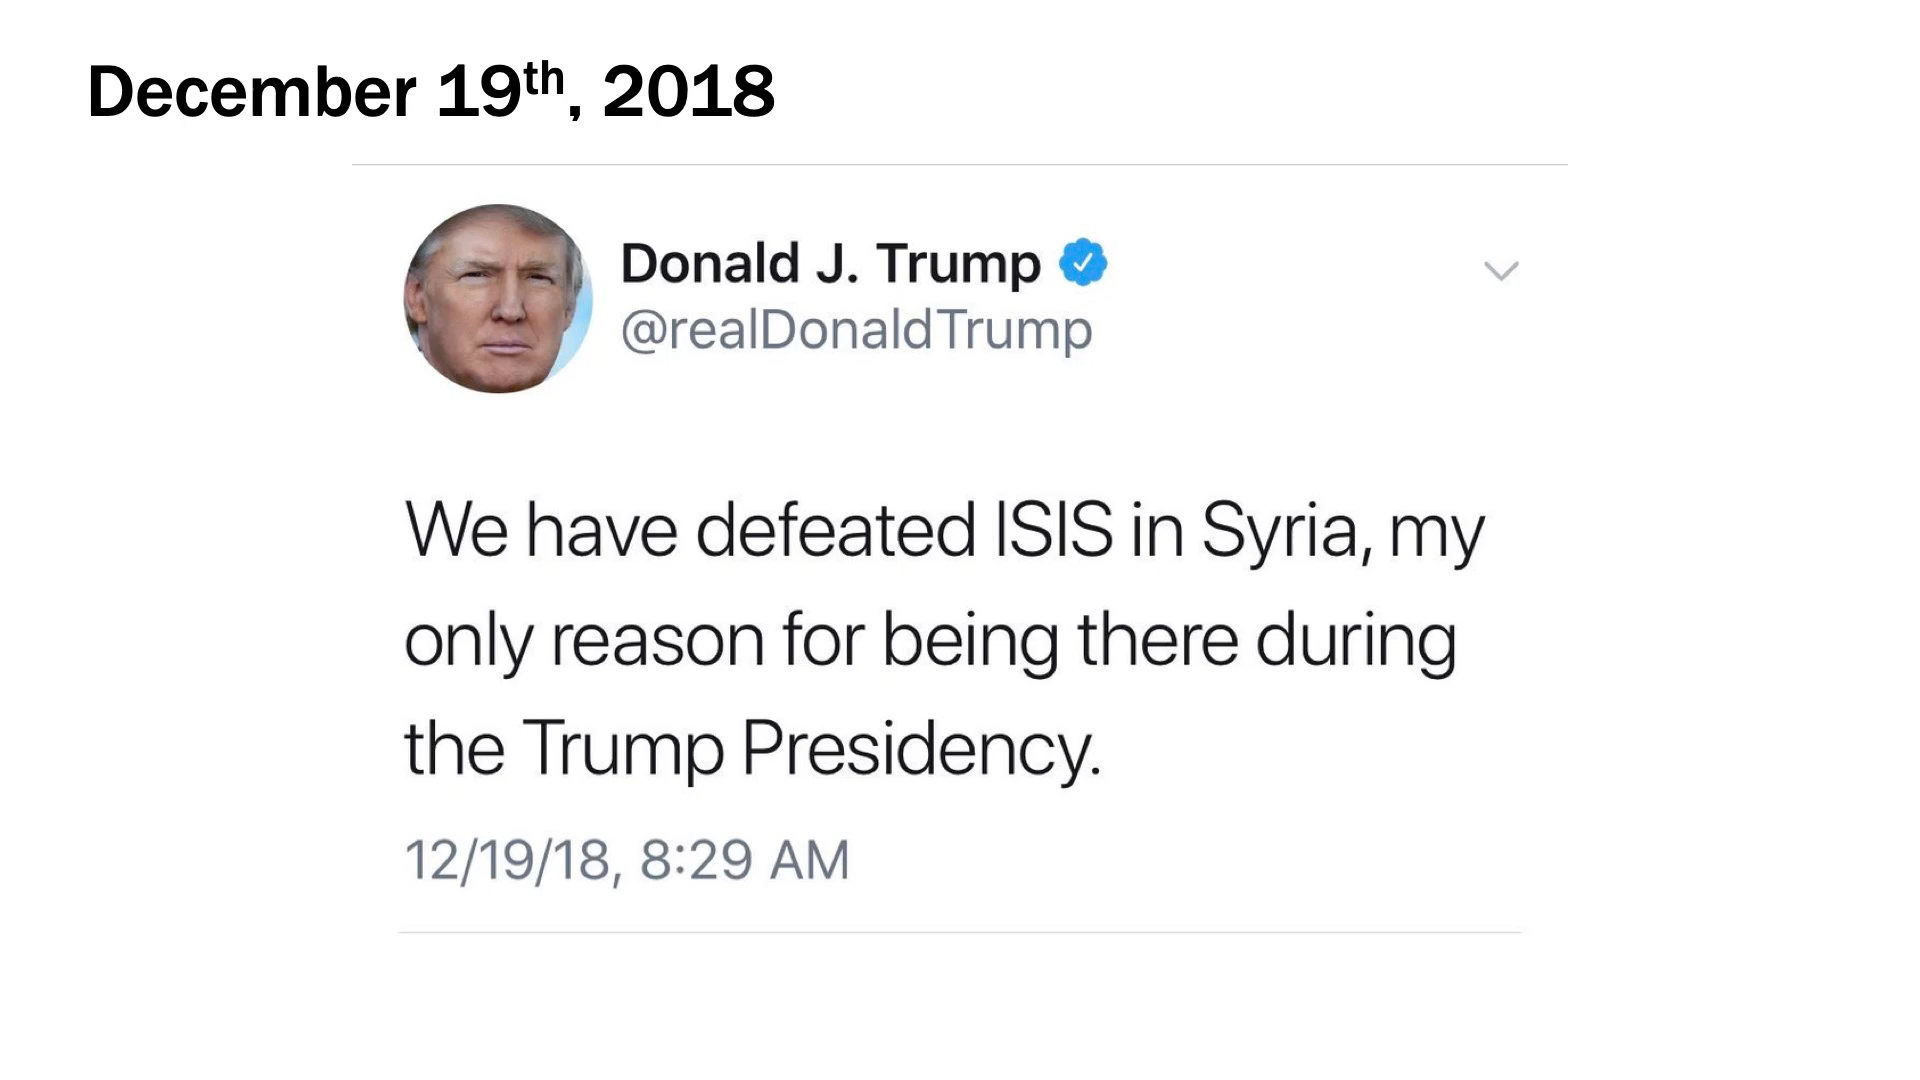 December 19th, 2018
Donald J. Trump
@realDonaldTrump
We have defeated ISIS in Syria, my
only reason for being there during
the Trump Presidency.
12/19/18, 8:29 AM